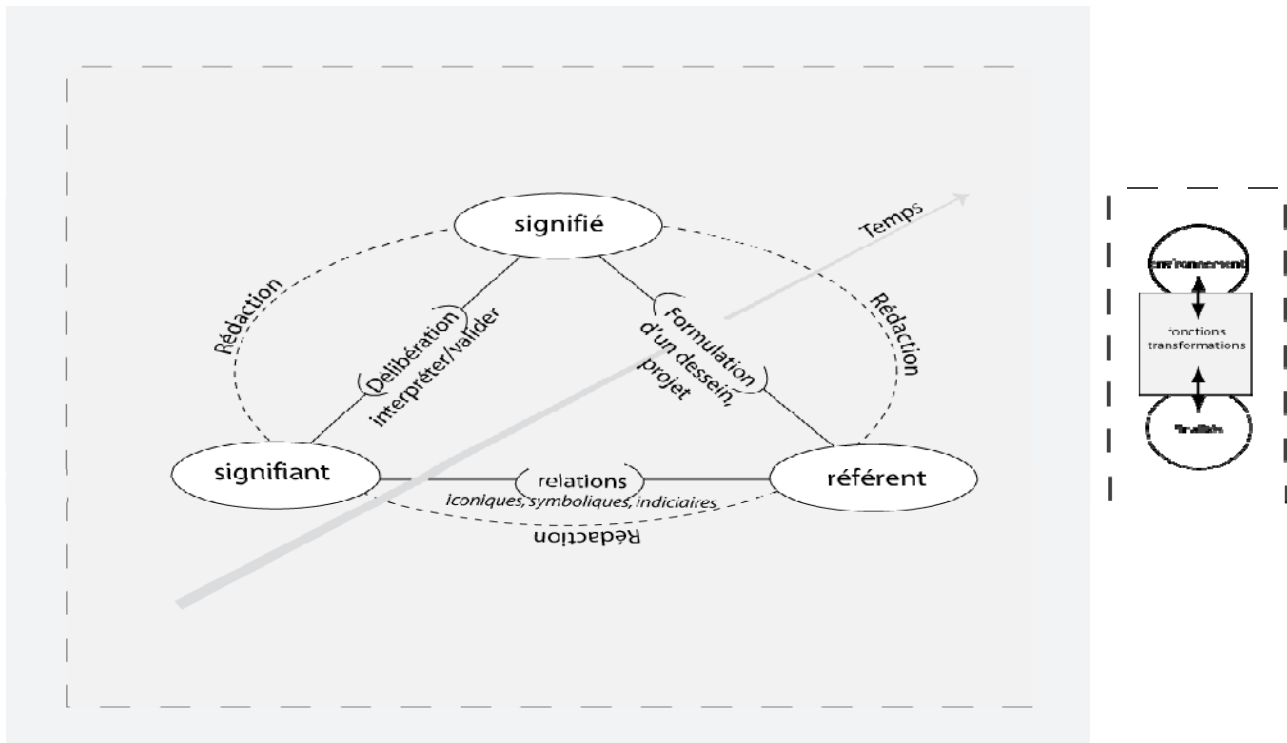 signifié
Temps
Rédaction
Rédaction
Délibération
interpréter/valider
Formulation
d'un dessein,
projet
signifiant
relations
iconiques, symboliques, indiciaires
référent
Rédaction
environnement
fonctions
transformations